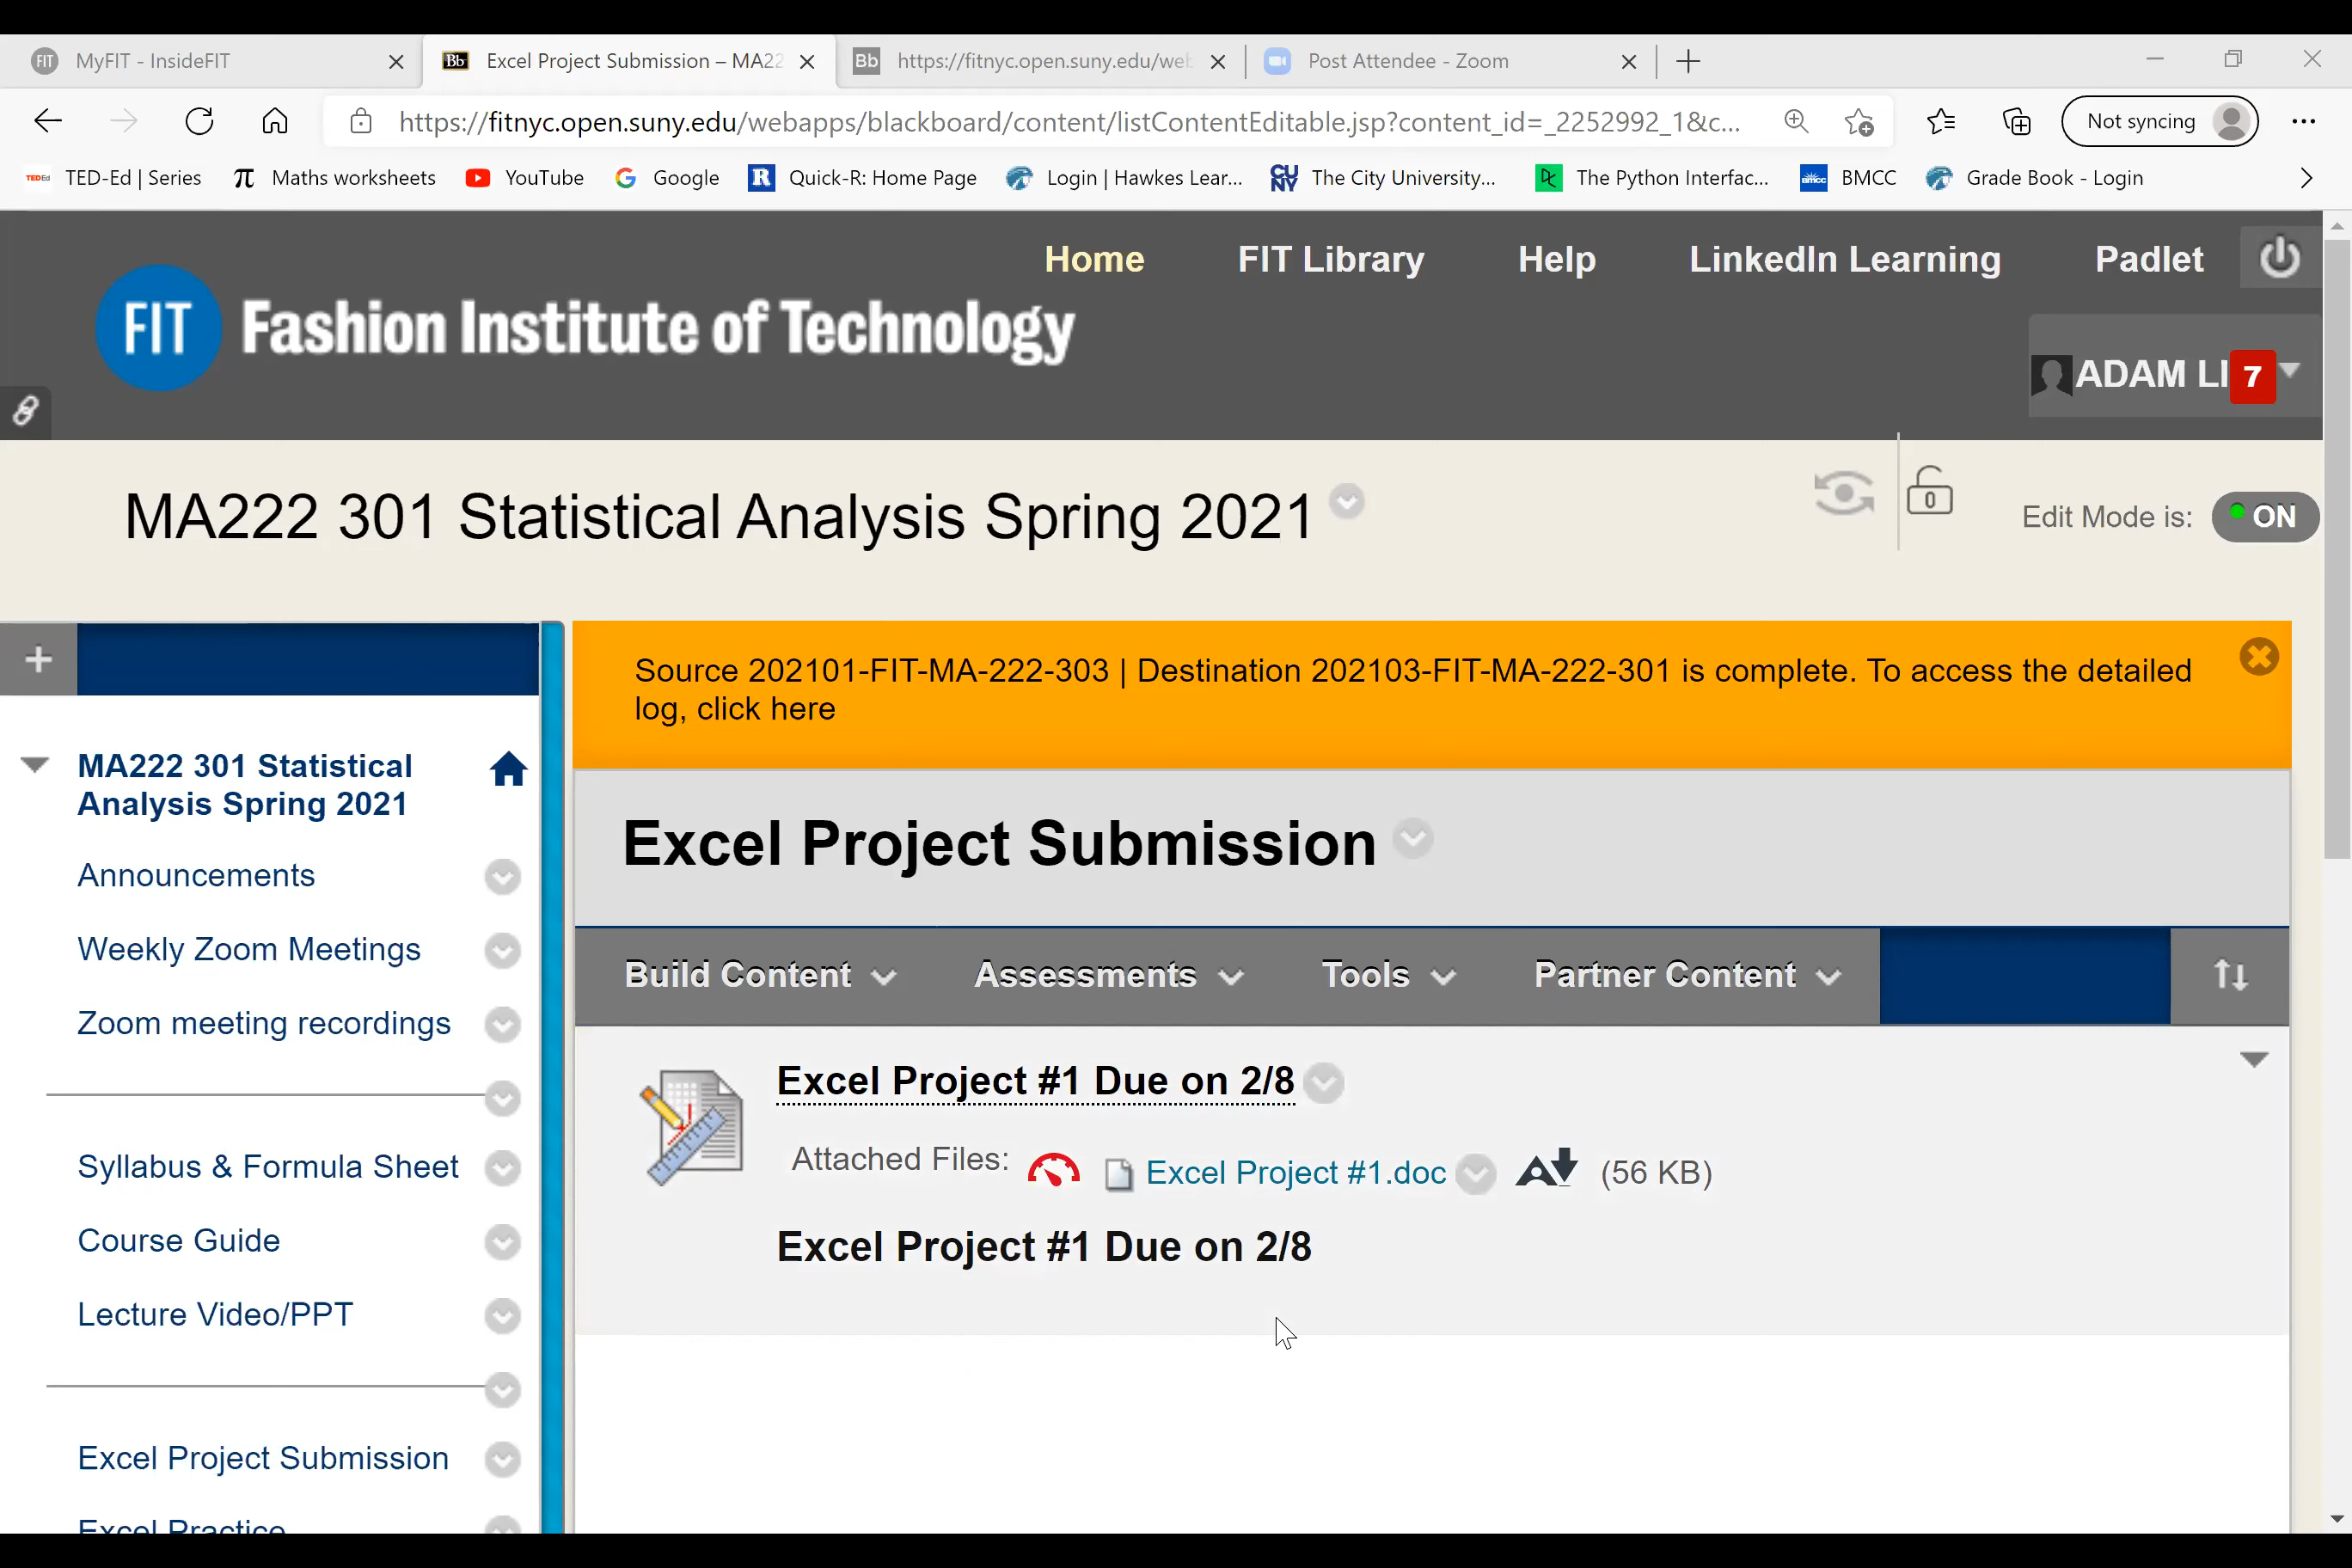 MyFIT - InsideFIT
Excel Project Submission – MA22
https://fitnyc.open.suny.edu/we
Post Attendee - Zoom
https://fitnyc.open.suny.edu/webapps/blackboard/content/listContentEditable.jsp?content_id=_2252992_1&c...
Not syncing
TED-Ed | Series
Maths worksheets
YouTube
Google
Quick-R: Home Page
Login | Hawkes Lear...
The City University...
The Python Interfac...
BMCC
Grade Book - Login
Home
FIT Library
Help
LinkedIn Learning
Padlet
FIT Fashion Institute of Technology
ADAM LI 7
MA222 301 Statistical Analysis Spring 2021
Edit Mode is: ON
Source 202101-FIT-MA-222-303 | Destination 202103-FIT-MA-222-301 is complete. To access the detailed
log, click here
MA222 301 Statistical
Analysis Spring 2021
Announcements
Weekly Zoom Meetings
Zoom meeting recordings
Syllabus & Formula Sheet
Course Guide
Lecture Video/PPT
Excel Project Submission
Excel Practice
Excel Project Submission
Build Content
Assessments
Tools
Partner Content
Excel Project #1 Due on 2/8
Attached Files: Excel Project #1.doc (56 KB)
Excel Project #1 Due on 2/8